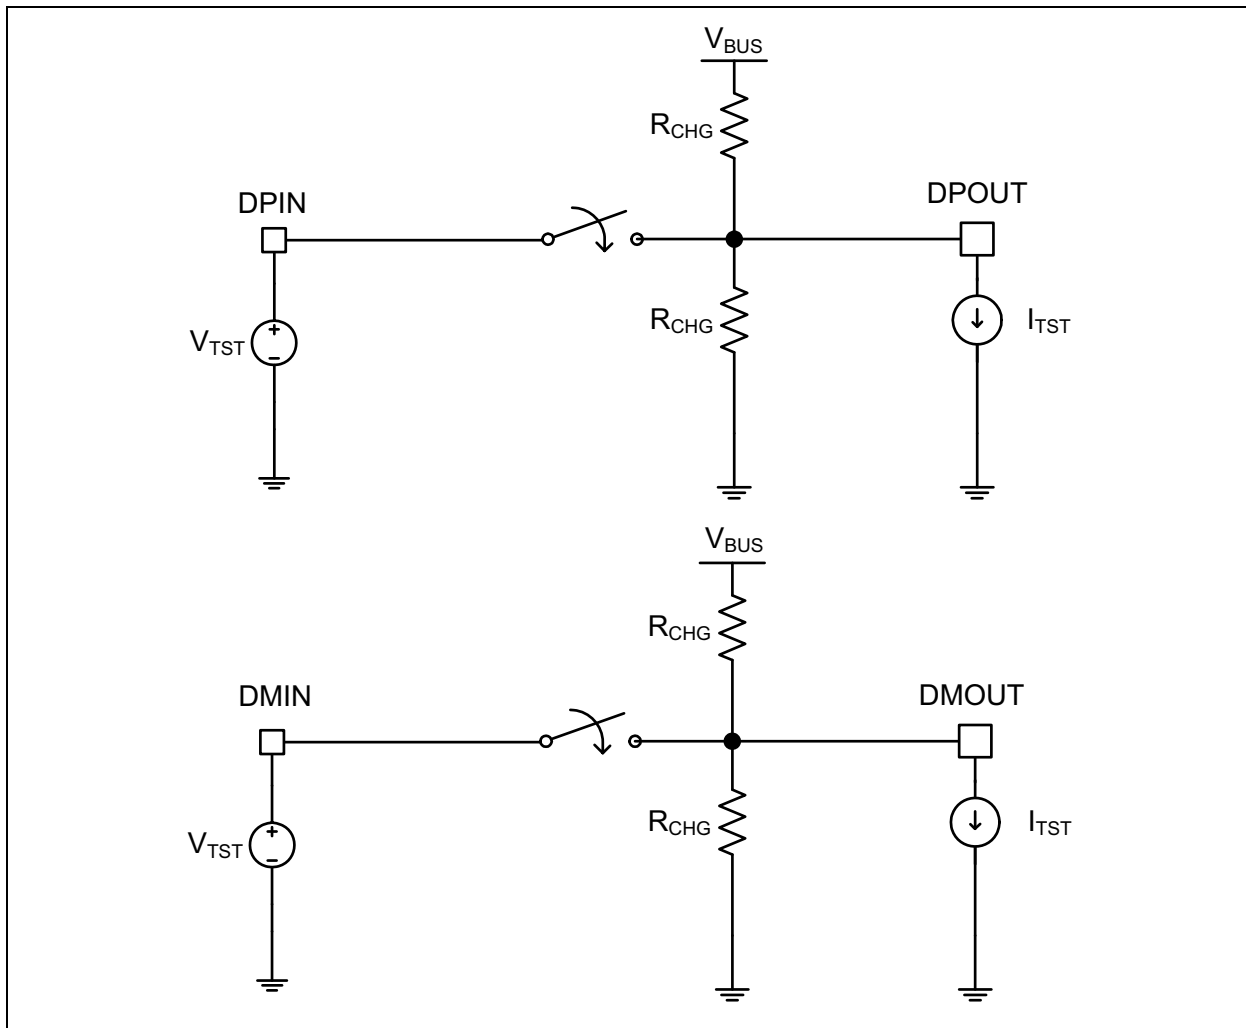 VBUS
RCHG
DPIN
DPOUT
RCHG
VTST
+
–
ITST
VBUS
RCHG
DMIN
DMOUT
RCHG
VTST
+
–
ITST